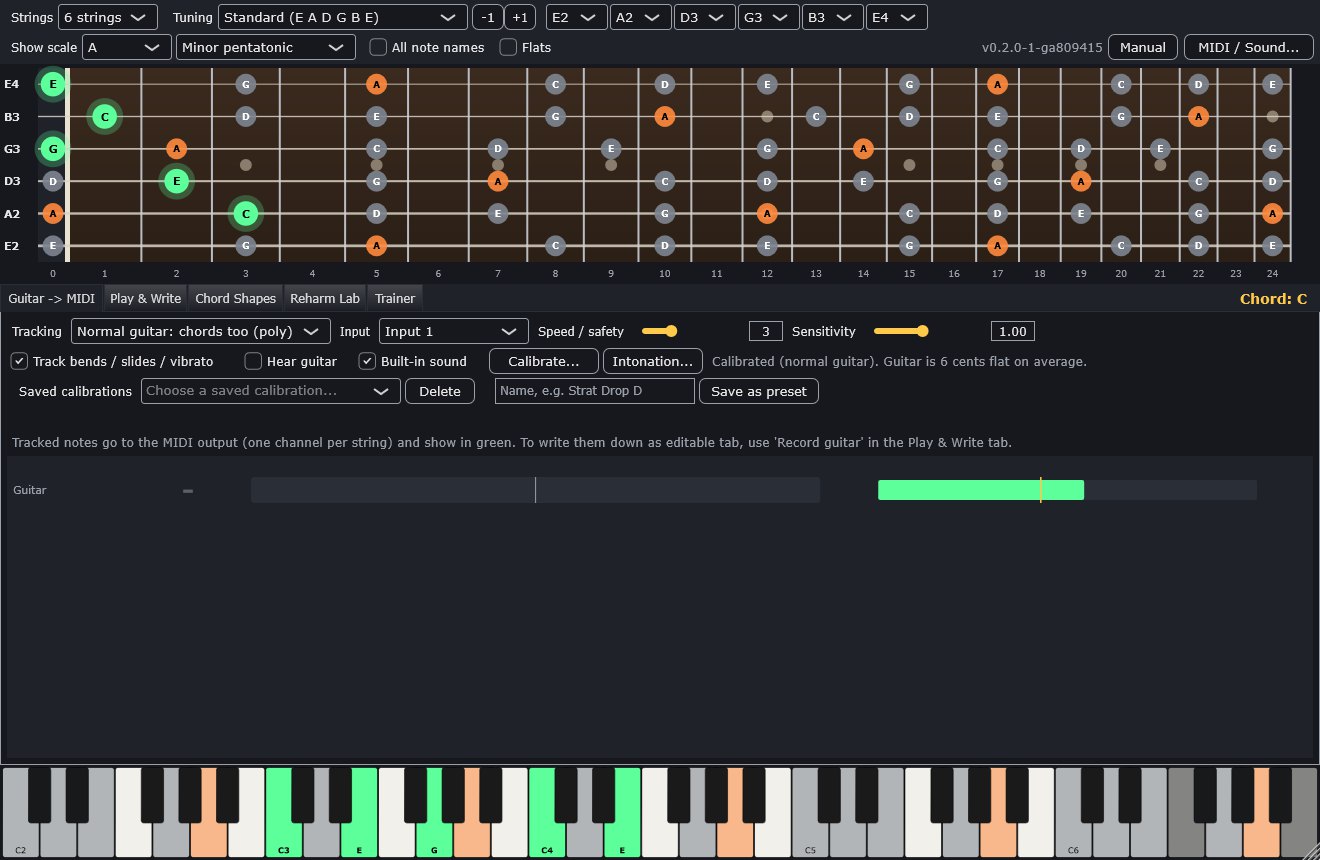 Strings 6 strings Tuning Standard (E A D G B E) -1 +1 E2 A2 D3 G3 B3 E4
Show scale A Minor pentatonic All note names Flats v0.2.0-1-ga809415 Manual MIDI / Sound...
E4 E G A C D E G A C D E
B3 C D E G A C D E G A
G3 G A C D E G A C D E G
D3 D E G A C D E G A C D
A2 A C D E G A C D E G A
E2 E G A C D E G A C D E
0 1 2 3 4 5 6 7 8 9 10 11 12 13 14 15 16 17 18 19 20 21 22 23 24
Guitar -> MIDI Play & Write Chord Shapes Reharm Lab Trainer Chord: C
Tracking Normal guitar: chords too (poly) Input Input 1 Speed / safety 3 Sensitivity 1.00
Track bends / slides / vibrato Hear guitar Built-in sound Calibrate... Intonation... Calibrated (normal guitar). Guitar is 6 cents flat on average.
Saved calibrations Choose a saved calibration... Delete Name, e.g. Strat Drop D Save as preset
Tracked notes go to the MIDI output (one channel per string) and show in green. To write them down as editable tab, use 'Record guitar' in the Play & Write tab.
Guitar
C2 C3 E G C4 E C5 C6